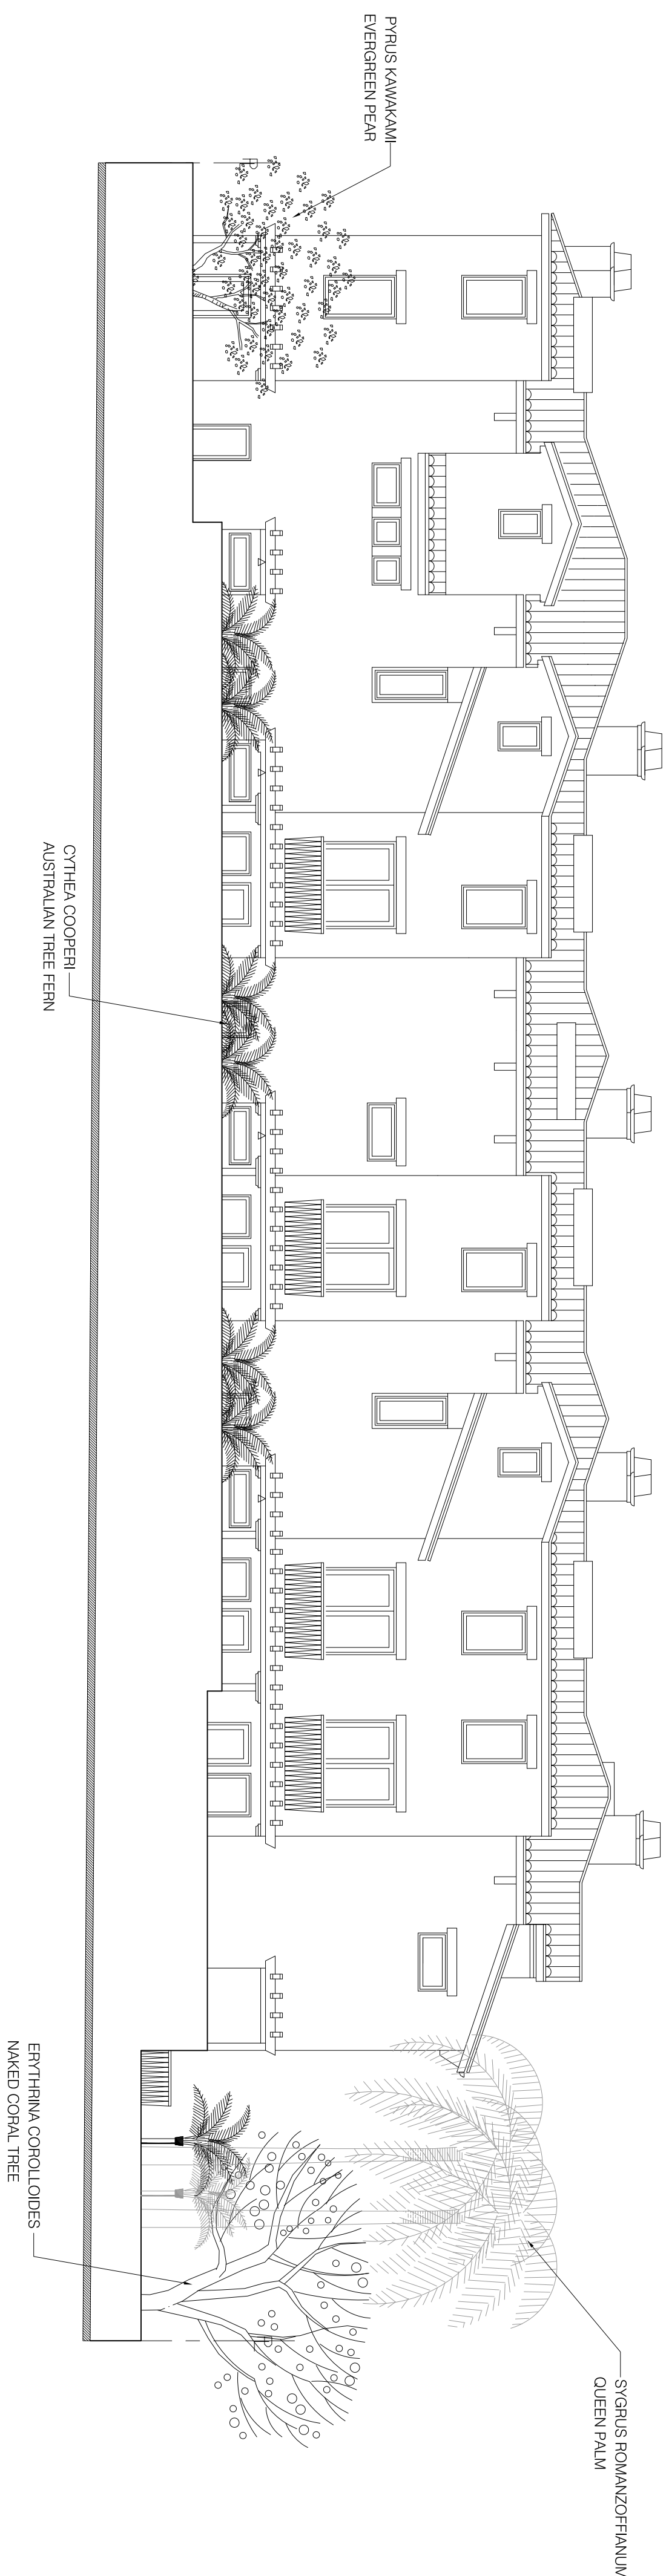 PYRUS KAWAKAMI
EVERGREEN PEAR
CYTHEA COOPERI
AUSTRALIAN TREE FERN
ERYTHRINA COROLLOIDES
NAKED CORAL TREE
SYGRUS ROMANZOFFIANUM
QUEEN PALM